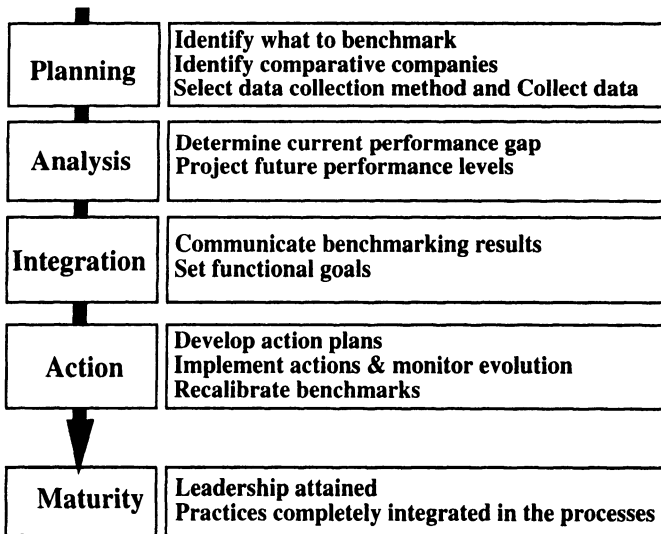 Planning
Identify what to benchmark
Identify comparative companies
Select data collection method and Collect data
Analysis
Determine current performance gap
Project future performance levels
Integration
Communicate benchmarking results
Set functional goals
Action
Develop action plans
Implement actions & monitor evolution
Recalibrate benchmarks
Maturity
Leadership attained
Practices completely integrated in the processes